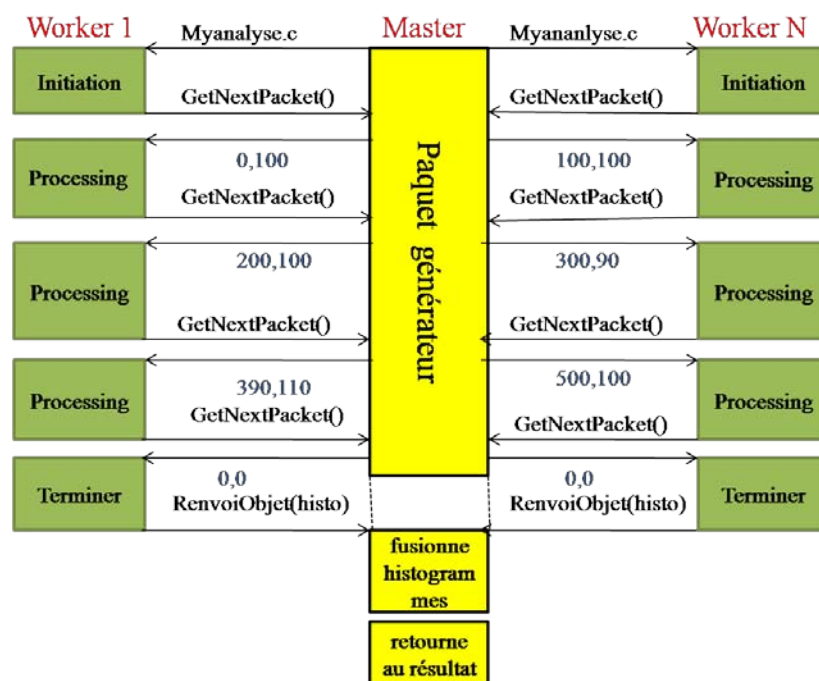 Worker 1 Myanalyse.c Master Myananlyse.c Worker N
Initiation GetNextPacket() GetNextPacket() Initiation
Paquet générateur
0,100 100,100
Processing GetNextPacket() GetNextPacket() Processing
200,100 300,90
Processing Processing
GetNextPacket() GetNextPacket()
390,110 500,100
Processing GetNextPacket() GetNextPacket() Processing
0,0 0,0
Terminer RenvoiObjet(histo) RenvoiObjet(histo) Terminer
fusionne
histogram
mes
retourne
au résultat